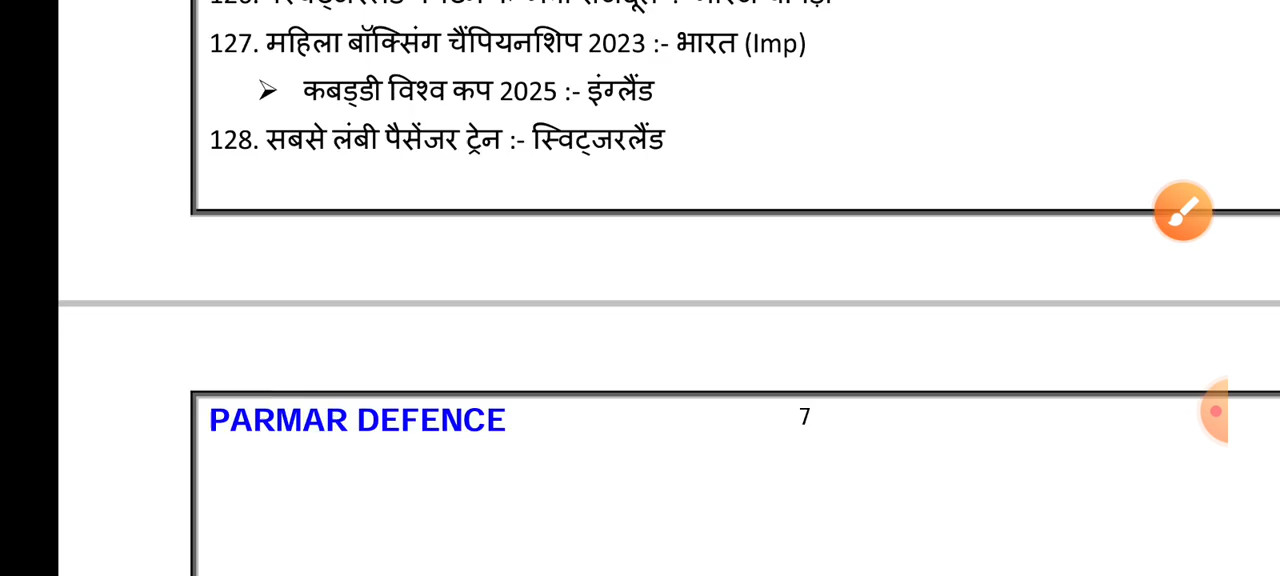 127. महिला बॉक्सिंग चैंपियनशिप 2023 :- भारत (Imp)
➢ कबड्डी विश्व कप 2025 :- इंग्लैंड
128. सबसे लंबी पैसेंजर ट्रेन :- स्विट्जरलैंड
PARMAR DEFENCE 7